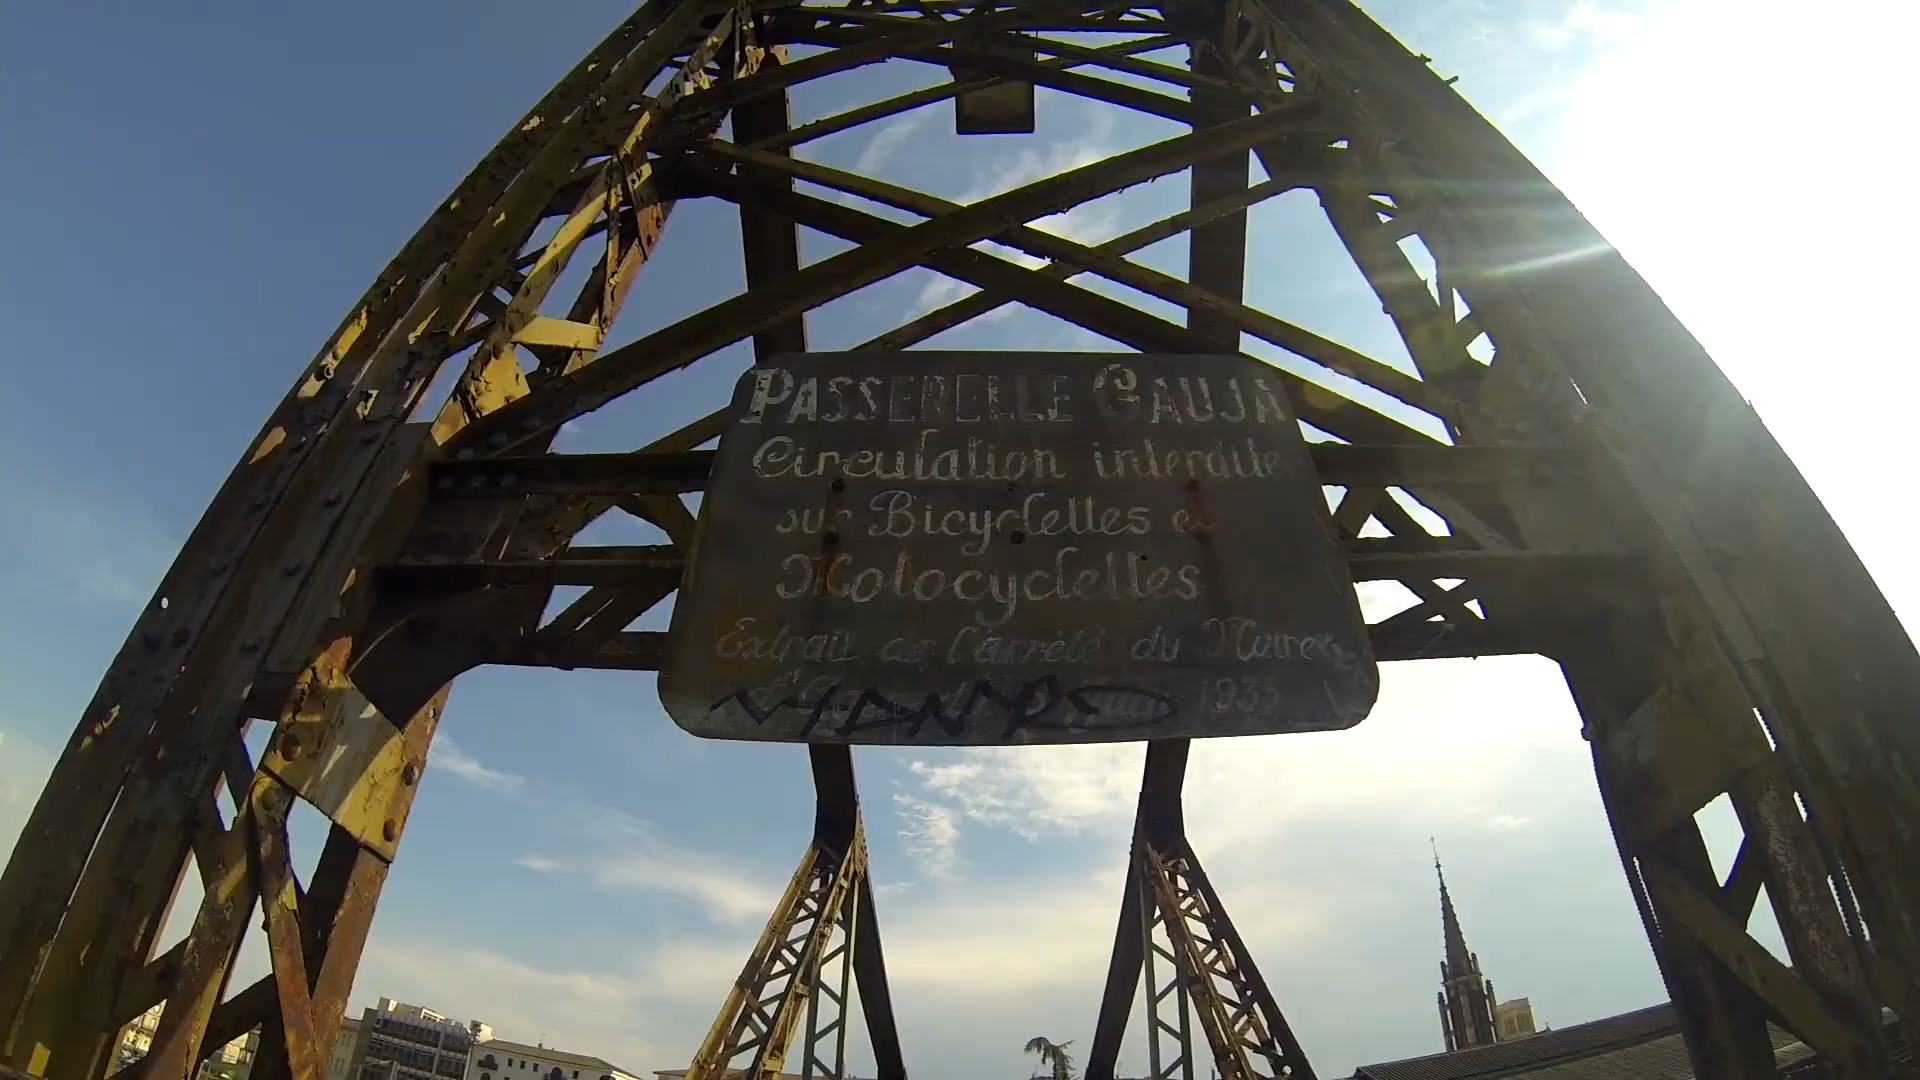 PASSERELLE GAUJA
Circulation interdite
sur Bicyclettes et
Motocyclettes
Extrait de l'arrêté du Maire
1935